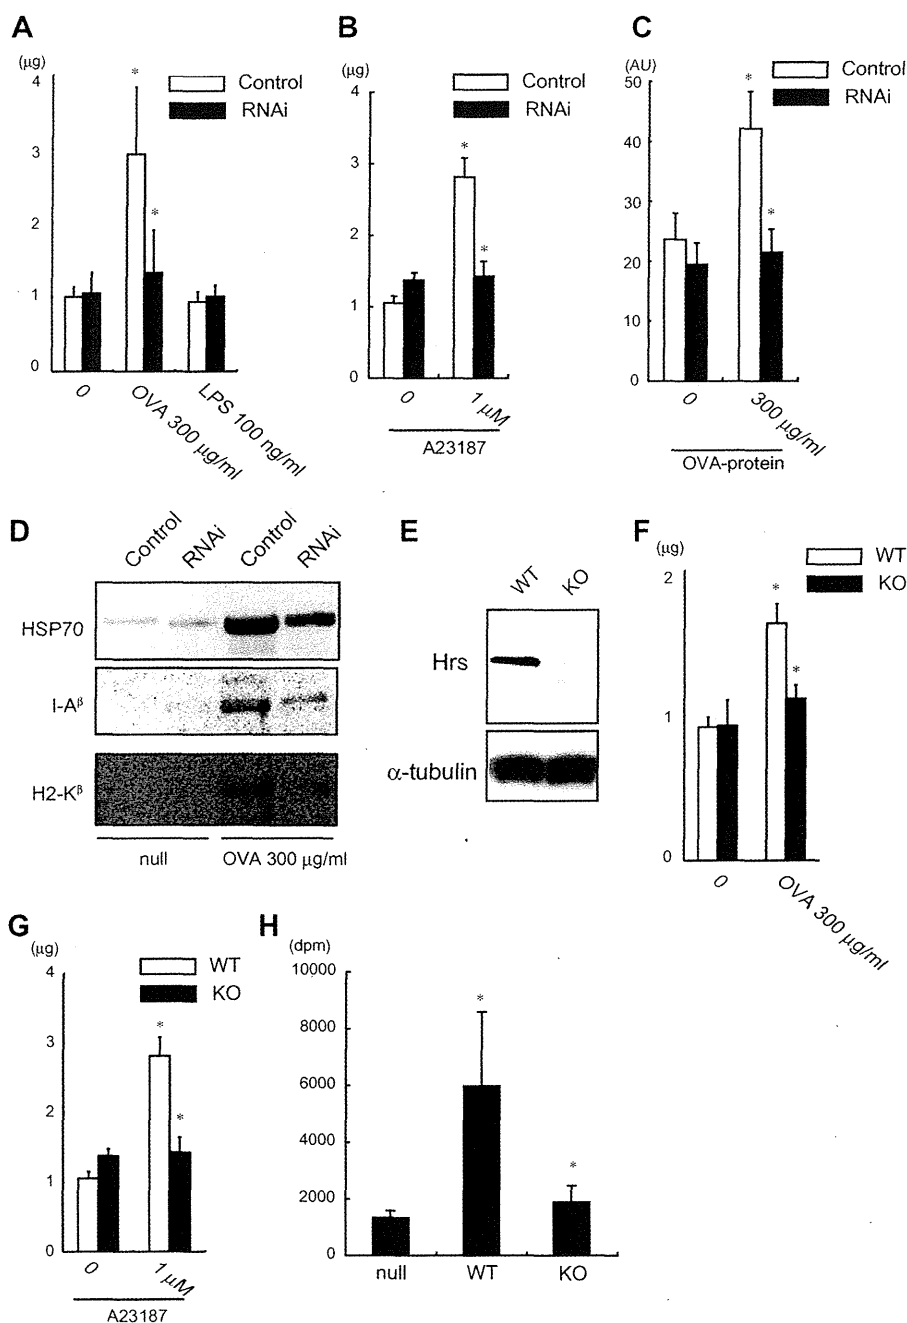 A
(µg)
4
3
2
1
0
*
*
Control
RNAi
0
OVA 300 µg/ml
LPS 100 ng/ml
B
(µg)
4
3
2
1
0
*
*
Control
RNAi
0
1 µM
A23187
C
(AU)
50
40
30
20
10
0
*
*
Control
RNAi
0
300 µg/ml
OVA-protein
D
Control
RNAi
Control
RNAi
HSP70
I-Aᵝ
H2-Kᵝ
null
OVA 300 µg/ml
E
WT
KO
Hrs
α-tubulin
F
(µg)
2
1
0
*
*
WT
KO
0
OVA 300 µg/ml
G
(µg)
4
3
2
1
0
*
*
WT
KO
0
1 µM
A23187
H
(dpm)
10000
8000
6000
4000
2000
0
*
*
null
WT
KO